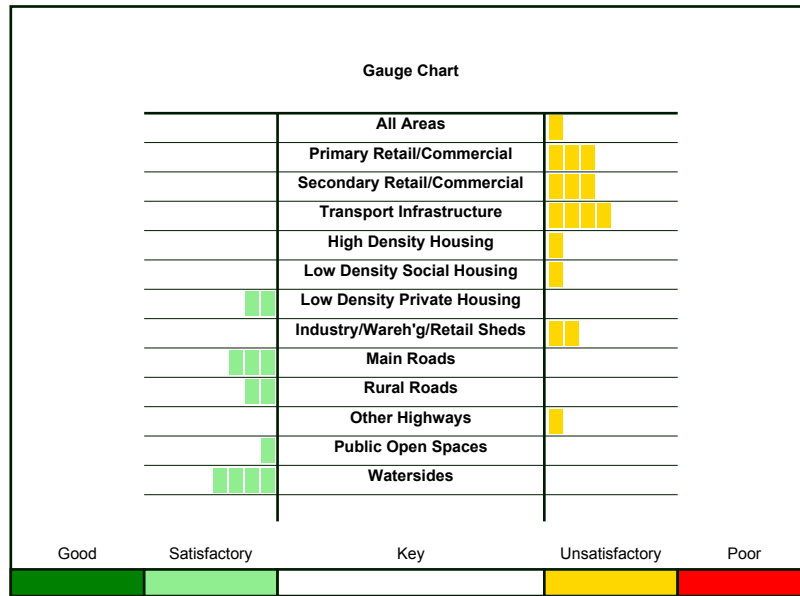 Gauge Chart
All Areas
Primary Retail/Commercial
Secondary Retail/Commercial
Transport Infrastructure
High Density Housing
Low Density Social Housing
Low Density Private Housing
Industry/Wareh'g/Retail Sheds
Main Roads
Rural Roads
Other Highways
Public Open Spaces
Watersides
Good Satisfactory Key Unsatisfactory Poor